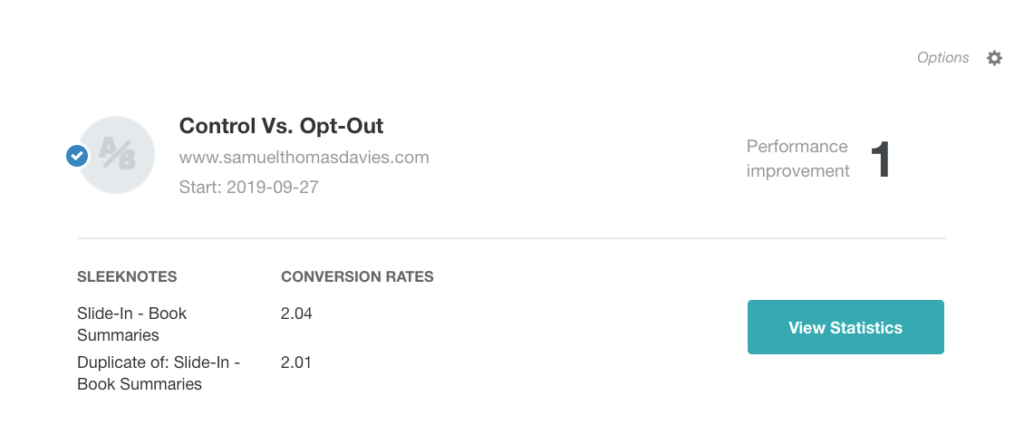 Options
A/B
Control Vs. Opt-Out
www.samuelthomasdavies.com
Start: 2019-09-27
Performance
improvement
1
SLEEKNOTES
CONVERSION RATES
Slide-In - Book
Summaries
2.04
Duplicate of: Slide-In -
Book Summaries
2.01
View Statistics